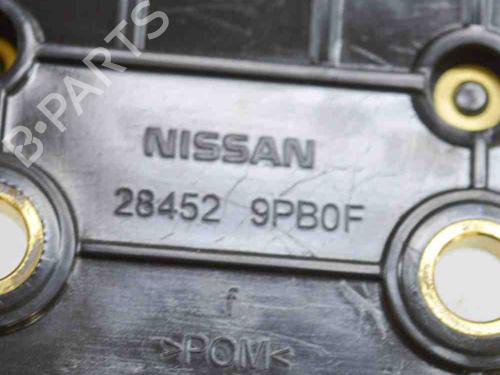 B-PARTS
NISSAN
28452 9PB0F
f
>POM<